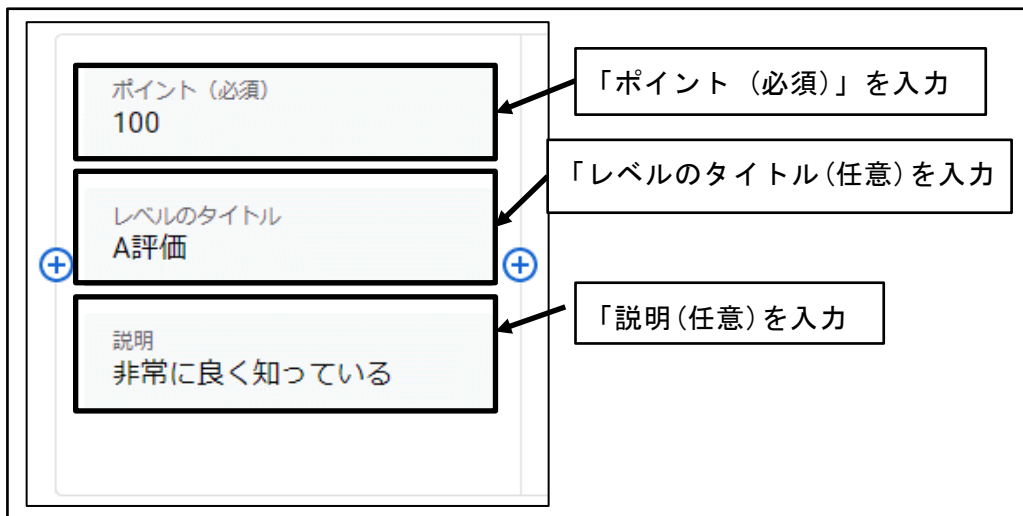 ポイント（必須）
100
「ポイント（必須）」を入力
レベルのタイトル
A評価
「レベルのタイトル(任意)を入力
説明
非常に良く知っている
「説明(任意)を入力